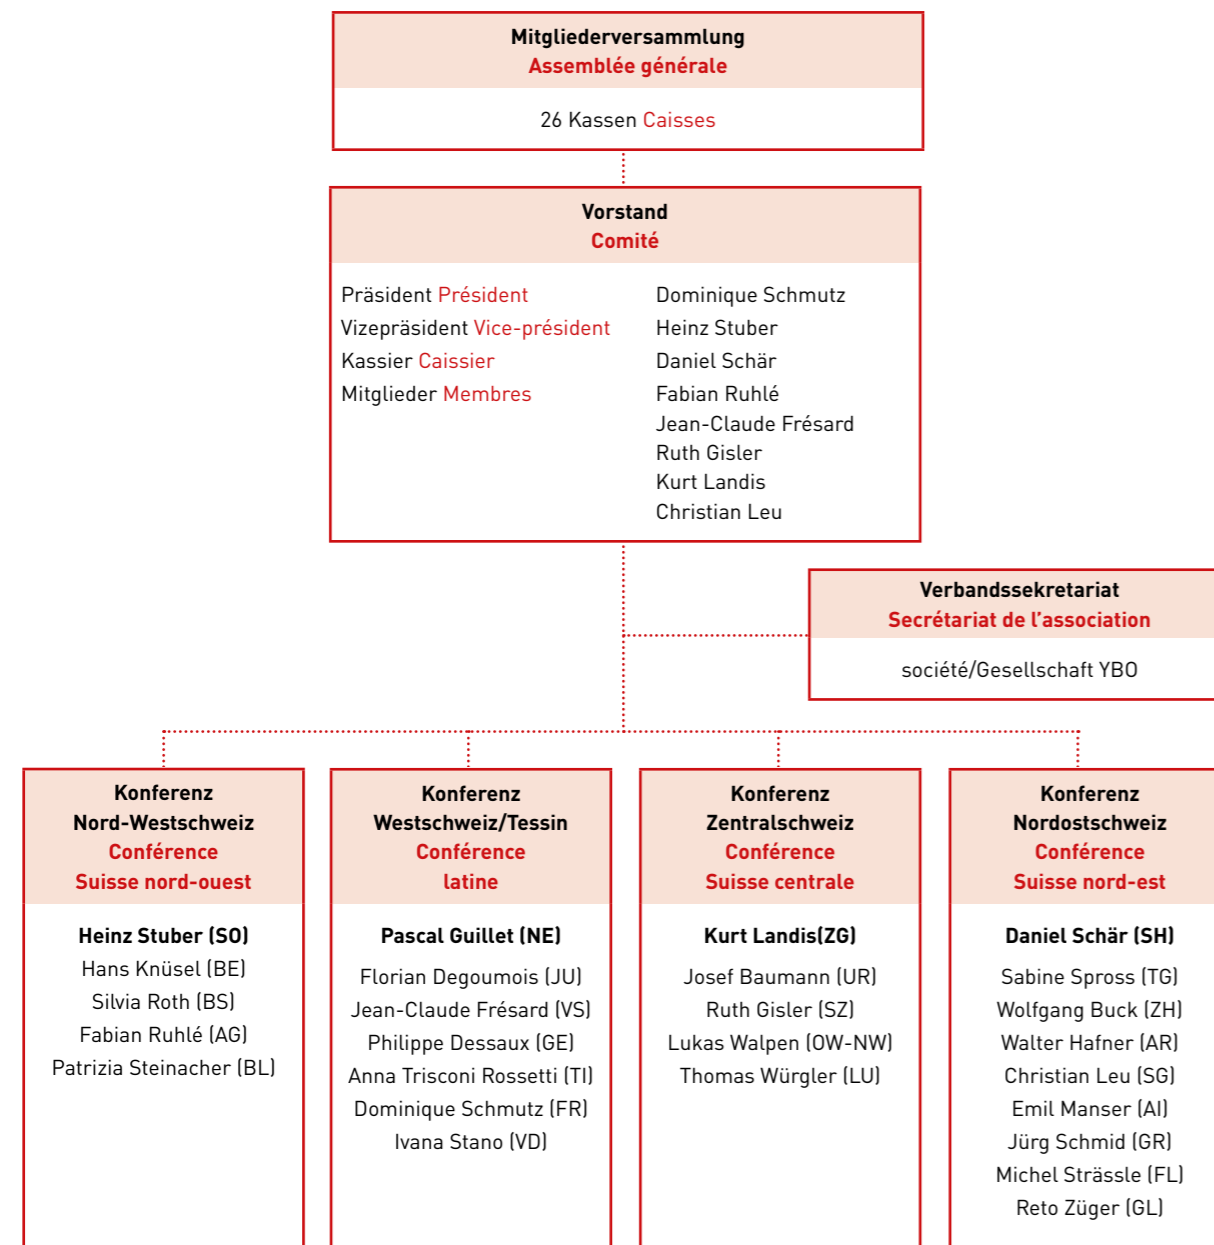 Mitgliederversammlung
Assemblée générale
26 Kassen Caisses
Vorstand
Comité
Präsident Président
Dominique Schmutz
Vizepräsident Vice-président
Heinz Stuber
Kassier Caissier
Daniel Schär
Mitglieder Membres
Fabian Ruhlé
Jean-Claude Frésard
Ruth Gisler
Kurt Landis
Christian Leu
Verbandssekretariat
Secrétariat de l’association
société/Gesellschaft YBO
Konferenz
Nord-Westschweiz
Conférence
Suisse nord-ouest
Heinz Stuber (SO)
Hans Knüsel (BE)
Silvia Roth (BS)
Fabian Ruhlé (AG)
Patrizia Steinacher (BL)
Konferenz
Westschweiz/Tessin
Conférence
latine
Pascal Guillet (NE)
Florian Degoumois (JU)
Jean-Claude Frésard (VS)
Philippe Dessaux (GE)
Anna Trisconi Rossetti (TI)
Dominique Schmutz (FR)
Ivana Stano (VD)
Konferenz
Zentralschweiz
Conférence
Suisse centrale
Kurt Landis(ZG)
Josef Baumann (UR)
Ruth Gisler (SZ)
Lukas Walpen (OW-NW)
Thomas Würgler (LU)
Konferenz
Nordostschweiz
Conférence
Suisse nord-est
Daniel Schär (SH)
Sabine Spross (TG)
Wolfgang Buck (ZH)
Walter Hafner (AR)
Christian Leu (SG)
Emil Manser (AI)
Jürg Schmid (GR)
Michel Strässle (FL)
Reto Züger (GL)